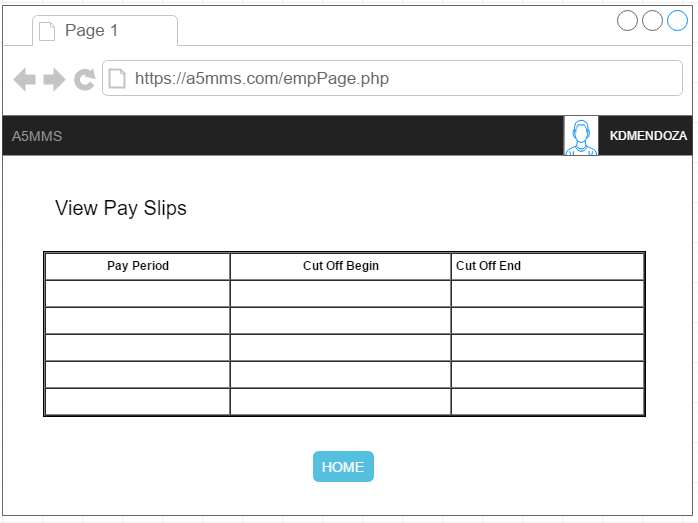 Page 1
https://a5mms.com/empPage.php
A5MMS KDMENDOZA
View Pay Slips
Pay Period Cut Off Begin Cut Off End
HOME